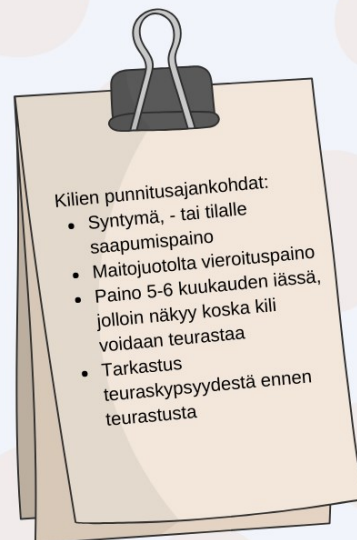 Kilien punnitusajankohdat:
• Syntymä, - tai tilalle
saapumispaino
• Maitojuotolta vieroituspaino
• Paino 5-6 kuukauden iässä,
jolloin näkyy koska kili
voidaan teurastaa
• Tarkastus
teuraskypsyydestä ennen
teurastusta